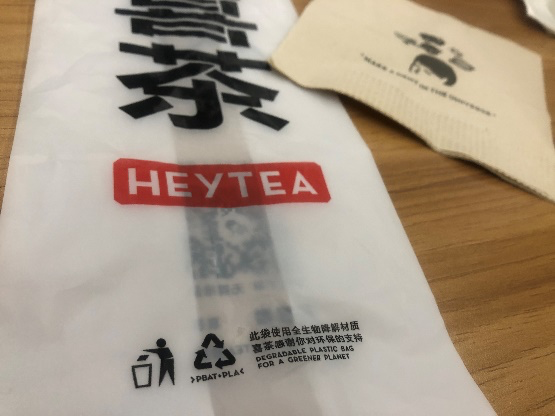 喜茶
HEYTEA
此袋使用全生物降解材质
喜茶感谢你对环保的支持
DEGRADABLE PLASTIC BAG
FOR A GREENER PLANET
>PBAT+PLA<